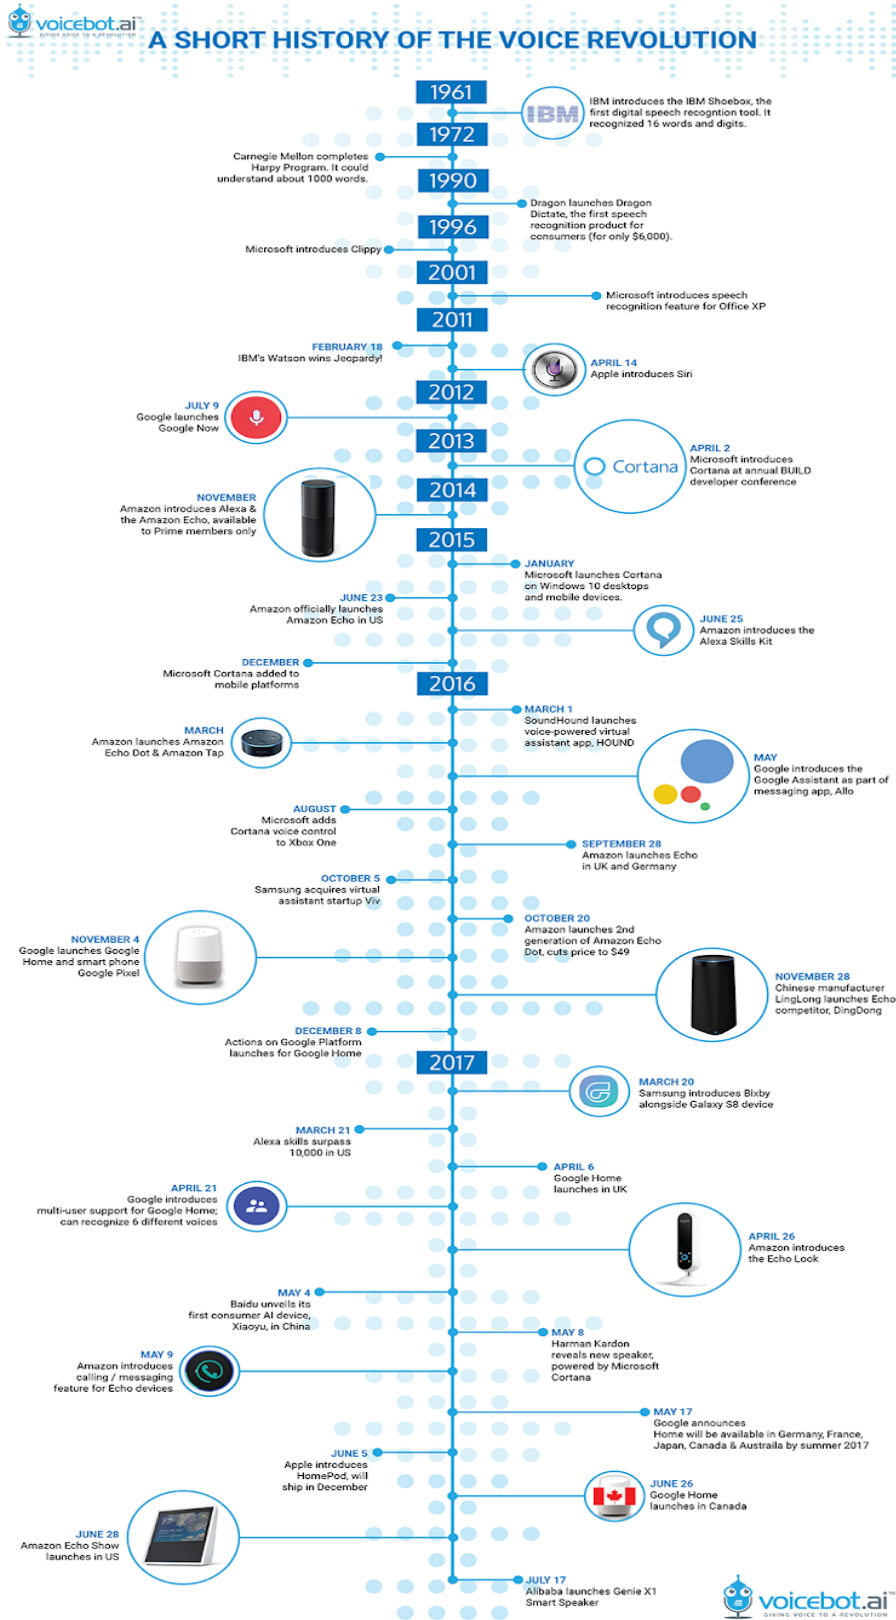 voicebot.ai
GIVING VOICE TO A REVOLUTION
A SHORT HISTORY OF THE VOICE REVOLUTION
1961
IBM
IBM introduces the IBM Shoebox, the
first digital speech recogntion tool. It
recognized 16 words and digits.
1972
Carnegie Mellon completes
Harpy Program. It could
understand about 1000 words.
1990
Dragon launches Dragon
Dictate, the first speech
recognition product for
consumers (for only $6,000).
1996
Microsoft introduces Clippy
2001
Microsoft introduces speech
recognition feature for Office XP
2011
FEBRUARY 18
IBM's Watson wins Jeopardy!
APRIL 14
Apple introduces Siri
2012
JULY 9
Google launches
Google Now
2013
APRIL 2
Microsoft introduces
Cortana at annual BUILD
developer conference
Cortana
2014
NOVEMBER
Amazon introduces Alexa &
the Amazon Echo, available
to Prime members only
2015
JANUARY
Microsoft launches Cortana
on Windows 10 desktops
and mobile devices.
JUNE 23
Amazon officially launches
Amazon Echo in US
JUNE 25
Amazon introduces the
Alexa Skills Kit
DECEMBER
Microsoft Cortana added to
mobile platforms
2016
MARCH 1
SoundHound launches
voice-powered virtual
assistant app, HOUND
MARCH
Amazon launches Amazon
Echo Dot & Amazon Tap
MAY
Google introduces the
Google Assistant as part of
messaging app, Allo
AUGUST
Microsoft adds
Cortana voice control
to Xbox One
SEPTEMBER 28
Amazon launches Echo
in UK and Germany
OCTOBER 5
Samsung acquires virtual
assistant startup Viv
OCTOBER 20
Amazon launches 2nd
generation of Amazon Echo
Dot, cuts price to $49
NOVEMBER 4
Google launches Google
Home and smart phone
Google Pixel
NOVEMBER 28
Chinese manufacturer
LingLong launches Echo
competitor, DingDong
DECEMBER 8
Actions on Google Platform
launches for Google Home
2017
MARCH 20
Samsung introduces Bixby
alongside Galaxy S8 device
MARCH 21
Alexa skills surpass
10,000 in US
APRIL 6
Google Home
launches in UK
APRIL 21
Google introduces
multi-user support for Google Home;
can recognize 6 different voices
APRIL 26
Amazon introduces
the Echo Look
MAY 4
Baidu unveils its
first consumer AI device,
Xiaoyu, in China
MAY 8
Harman Kardon
reveals new speaker,
powered by Microsoft
Cortana
MAY 9
Amazon introduces
calling / messaging
feature for Echo devices
MAY 17
Google announces
Home will be available in Germany, France,
Japan, Canada & Austraila by summer 2017
JUNE 5
Apple introduces
HomePod, will
ship in December
JUNE 26
Google Home
launches in Canada
JUNE 28
Amazon Echo Show
launches in US
JULY 17
Alibaba launches Genie X1
Smart Speaker
voicebot.ai
GIVING VOICE TO A REVOLUTION